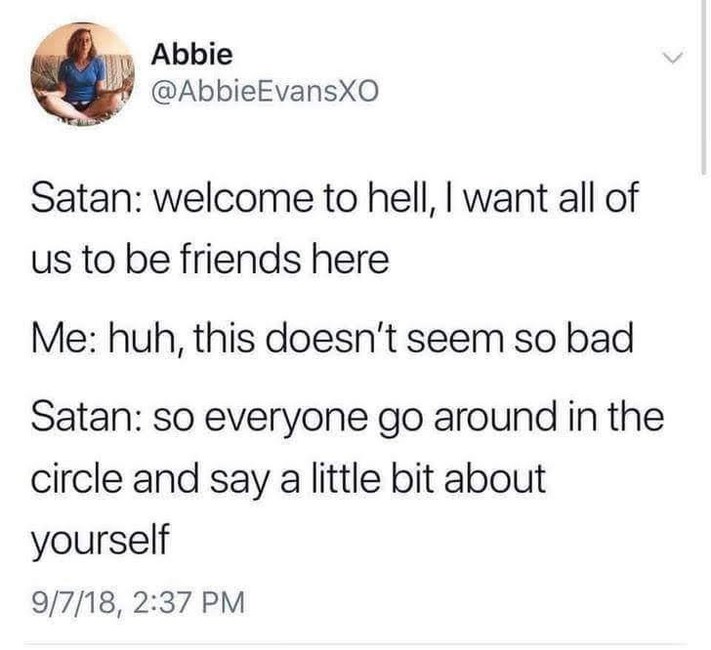 Abbie
@AbbieEvansXO
Satan: welcome to hell, I want all of
us to be friends here
Me: huh, this doesn't seem so bad
Satan: so everyone go around in the
circle and say a little bit about
yourself
9/7/18, 2:37 PM